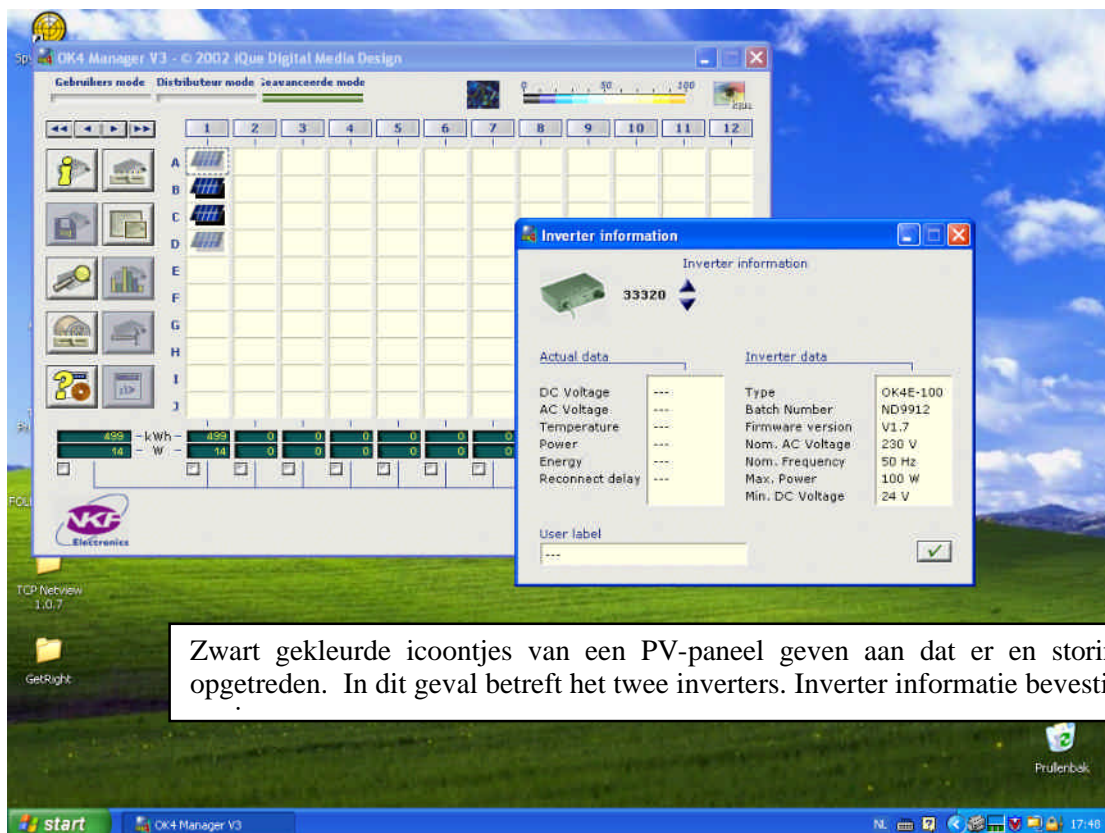 OK4 Manager V3 - © 2002 iQue Digital Media Design
Gebruikers mode Distributeur mode Geavanceerde mode
0 50 100
1 2 3 4 5 6 7 8 9 10 11 12
A
B
C
D
E
F
G
H
I
J
499 - kWh - 499 0 0 0 0 0 0
14 - W - 14 0 0 0 0 0 0
NKF
Electronics
Inverter information
Inverter information
33320
Actual data
DC Voltage ---
AC Voltage ---
Temperature ---
Power ---
Energy ---
Reconnect delay ---
Inverter data
Type OK4E-100
Batch Number ND9912
Firmware version V1.7
Nom. AC Voltage 230 V
Nom. Frequency 50 Hz
Max. Power 100 W
Min. DC Voltage 24 V
User label
---
TCP Netview
1.0.7
GetRight
Zwart gekleurde icoontjes van een PV-paneel geven aan dat er en stori
opgetreden. In dit geval betreft het twee inverters. Inverter informatie bevesti
Prullenbak
start OK4 Manager V3 NL 17:48